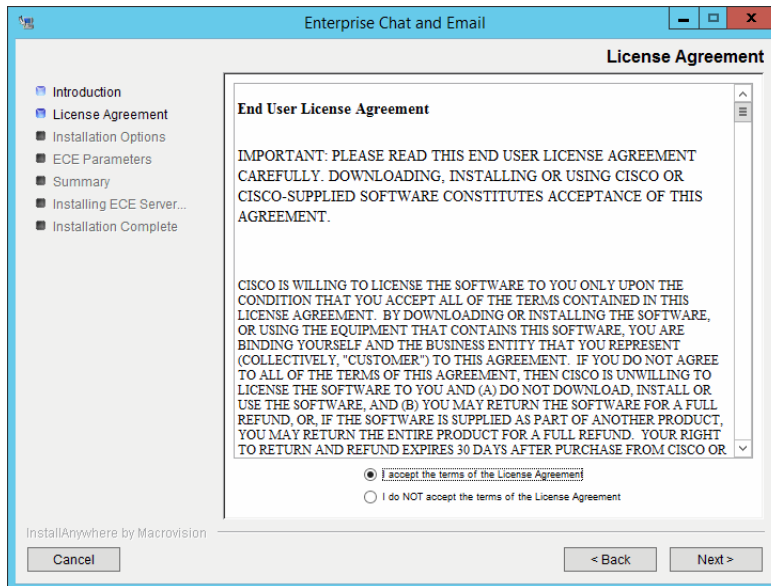 Enterprise Chat and Email
License Agreement
Introduction
License Agreement
Installation Options
ECE Parameters
Summary
Installing ECE Server...
Installation Complete
End User License Agreement
IMPORTANT: PLEASE READ THIS END USER LICENSE AGREEMENT
CAREFULLY. DOWNLOADING, INSTALLING OR USING CISCO OR
CISCO-SUPPLIED SOFTWARE CONSTITUTES ACCEPTANCE OF THIS
AGREEMENT.
CISCO IS WILLING TO LICENSE THE SOFTWARE TO YOU ONLY UPON THE
CONDITION THAT YOU ACCEPT ALL OF THE TERMS CONTAINED IN THIS
LICENSE AGREEMENT.  BY DOWNLOADING OR INSTALLING THE SOFTWARE,
OR USING THE EQUIPMENT THAT CONTAINS THIS SOFTWARE, YOU ARE
BINDING YOURSELF AND THE BUSINESS ENTITY THAT YOU REPRESENT
(COLLECTIVELY, "CUSTOMER") TO THIS AGREEMENT.  IF YOU DO NOT AGREE
TO ALL OF THE TERMS OF THIS AGREEMENT, THEN CISCO IS UNWILLING TO
LICENSE THE SOFTWARE TO YOU AND (A) DO NOT DOWNLOAD, INSTALL OR
USE THE SOFTWARE, AND (B) YOU MAY RETURN THE SOFTWARE FOR A FULL
REFUND, OR, IF THE SOFTWARE IS SUPPLIED AS PART OF ANOTHER PRODUCT,
YOU MAY RETURN THE ENTIRE PRODUCT FOR A FULL REFUND.  YOUR RIGHT
TO RETURN AND REFUND EXPIRES 30 DAYS AFTER PURCHASE FROM CISCO OR
I accept the terms of the License Agreement
I do NOT accept the terms of the License Agreement
InstallAnywhere by Macrovision
Cancel
< Back
Next >